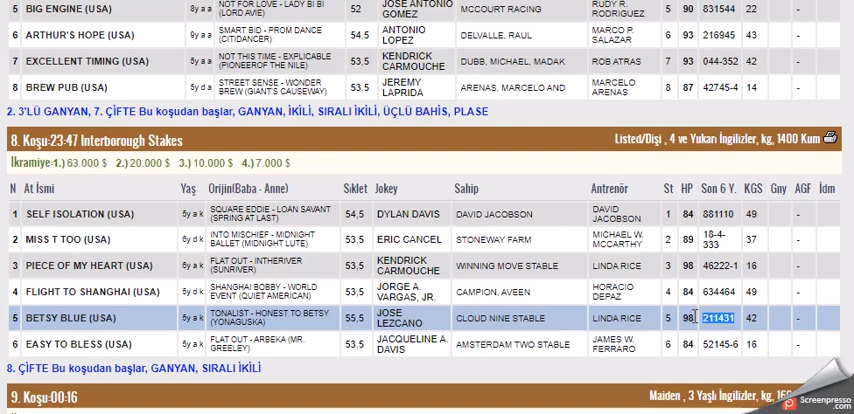 5 BIG ENGINE (USA) 8y a a NOT FOR LOVE - LADY BI BI (LORD AVIE) 52 JOSE ANTONIO GOMEZ MCCOURT RACING RUDY R. RODRIGUEZ 5 90 831544 22
6 ARTHUR'S HOPE (USA) 9y a a SMART BID - PROM DANCE (CITIDANCER) 54,5 ANTONIO LOPEZ DELVALLE, RAUL MARCO P. SALAZAR 6 93 216945 43
7 EXCELLENT TIMING (USA) 5y a a NOT THIS TIME - EXPLICABLE (PIONEEROF THE NILE) 53,5 KENDRICK CARMOUCHE DUBB, MICHAEL, MADAK ROB ATRAS 7 93 044-352 42
8 BREW PUB (USA) 5y d a STREET SENSE - WONDER BREW (GIANT'S CAUSEWAY) 53,5 JEREMY LAPRIDA ARENAS, MARCELO AND MARCELO ARENAS 8 87 42745-4 14
2. 3'LÜ GANYAN, 7. ÇİFTE Bu koşudan başlar, GANYAN, İKİLİ, SIRALI İKİLİ, ÜÇLÜ BAHİS, PLASE
8. Koşu:23:47 Interborough Stakes Listed/Dişi , 4 ve Yukarı İngilizler, kg, 1400 Kum
İkramiye:1.) 63.000 $ 2.) 20.000 $ 3.) 10.000 $ 4.) 7.000 $
N At İsmi Yaş Orijin(Baba - Anne) Sıklet Jokey Sahip Antrenör St HP Son 6 Y. KGS Gny AGF İdm
1 SELF ISOLATION (USA) 5y a k SQUARE EDDIE - LOAN SAVANT (SPRING AT LAST) 54,5 DYLAN DAVIS DAVID JACOBSON DAVID JACOBSON 1 84 881110 49 -
2 MISS T TOO (USA) 6y d k INTO MISCHIEF - MIDNIGHT BALLET (MIDNIGHT LUTE) 53,5 ERIC CANCEL STONEWAY FARM MICHAEL W. MCCARTHY 2 89 18-4-333 37 -
3 PIECE OF MY HEART (USA) 6y a k FLAT OUT - INTHERIVER (SUNRIVER) 53,5 KENDRICK CARMOUCHE WINNING MOVE STABLE LINDA RICE 3 98 46222-1 16 -
4 FLIGHT TO SHANGHAI (USA) 5y d k SHANGHAI BOBBY - WORLD EVENT (QUIET AMERICAN) 53,5 JORGE A. VARGAS, JR. CAMPION, AVEEN HORACIO DEPAZ 4 84 634464 49 -
5 BETSY BLUE (USA) 5y a k TONALIST - HONEST TO BETSY (YONAGUSKA) 55,5 JOSE LEZCANO CLOUD NINE STABLE LINDA RICE 5 98 211431 42 -
6 EASY TO BLESS (USA) 5y a k FLAT OUT - ARBEKA (MR. GREELEY) 53,5 JACQUELINE A. DAVIS AMSTERDAM TWO STABLE JAMES W. FERRARO 6 84 52145-6 16 -
8. ÇİFTE Bu koşudan başlar, GANYAN, SIRALI İKİLİ
9. Koşu:00:16 Maiden , 3 Yaşlı İngilizler, kg,
Screenpresso
.com